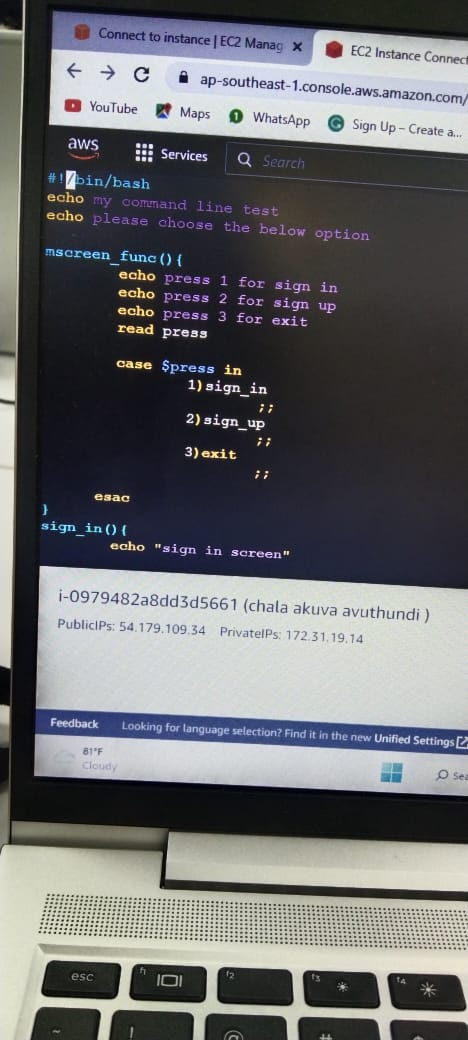 Connect to instance | EC2 Manag
EC2 Instance Connect
ap-southeast-1.console.aws.amazon.com/
YouTube
Maps
WhatsApp
Sign Up – Create a...
aws
Services
Search
#!/bin/bash
echo my command line test
echo please choose the below option
mscreen_func(){
echo press 1 for sign in
echo press 2 for sign up
echo press 3 for exit
read press
case $press in
1)sign_in
;;
2)sign_up
;;
3)exit
;;
esac
}
sign_in(){
echo "sign in screen"
i-0979482a8dd3d5661 (chala akuva avuthundi )
PublicIPs: 54.179.109.34 PrivateIPs: 172.31.19.14
Feedback Looking for language selection? Find it in the new Unified Settings
81°F
Cloudy
Sea
esc
f1
f2
f3
f4
~
!
@
#